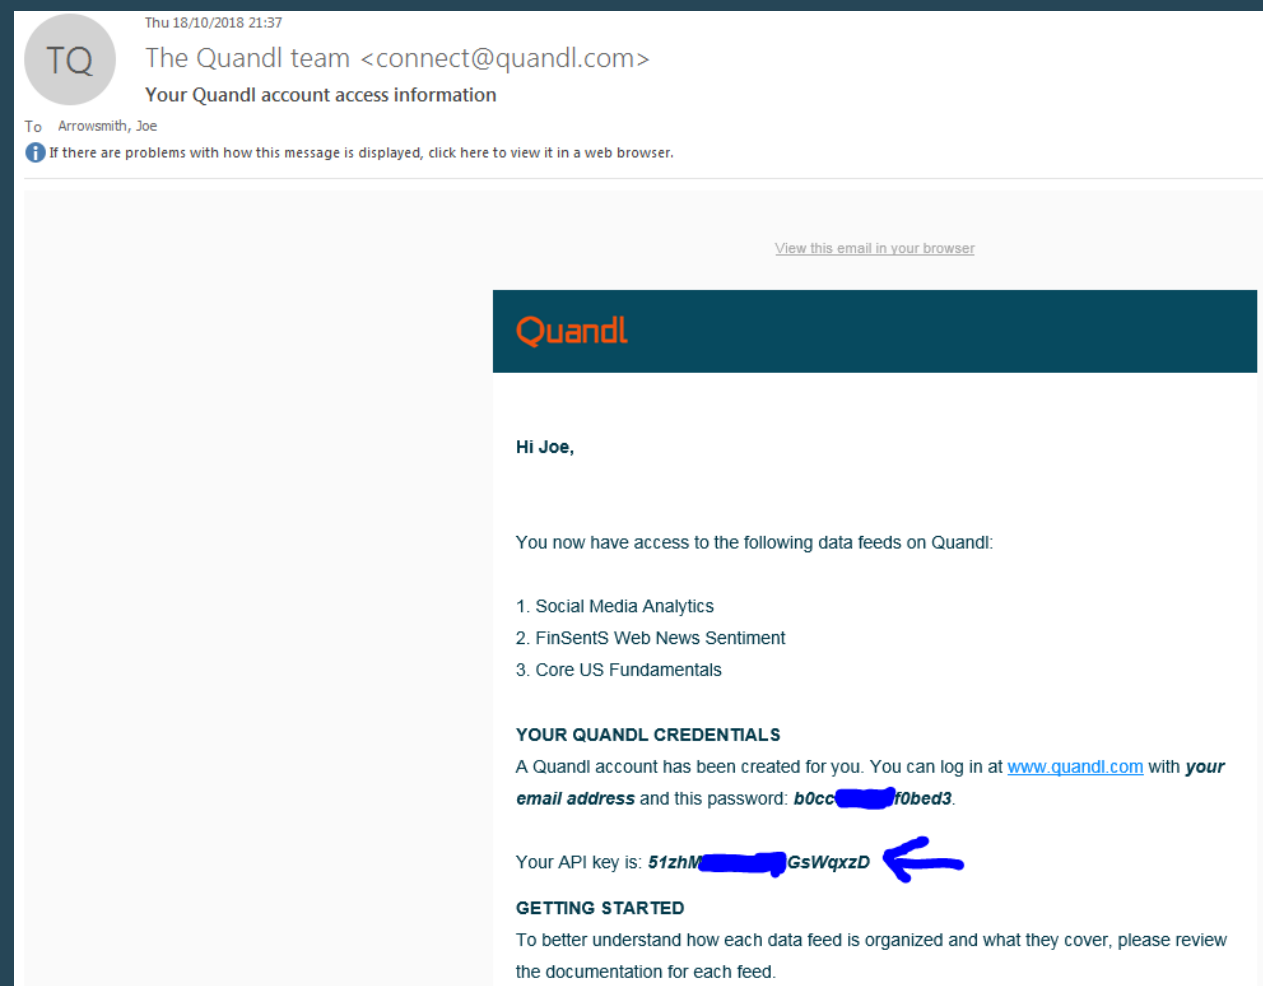 Thu 18/10/2018 21:37
TQ
The Quandl team <connect@quandl.com>
Your Quandl account access information
To Arrowsmith, Joe
If there are problems with how this message is displayed, click here to view it in a web browser.
View this email in your browser
Quandl
Hi Joe,
You now have access to the following data feeds on Quandl:
1. Social Media Analytics
2. FinSentS Web News Sentiment
3. Core US Fundamentals
YOUR QUANDL CREDENTIALS
A Quandl account has been created for you. You can log in at www.quandl.com with your
email address and this password: b0cc f0bed3.
Your API key is: 51zhM GsWqxzD
GETTING STARTED
To better understand how each data feed is organized and what they cover, please review
the documentation for each feed.